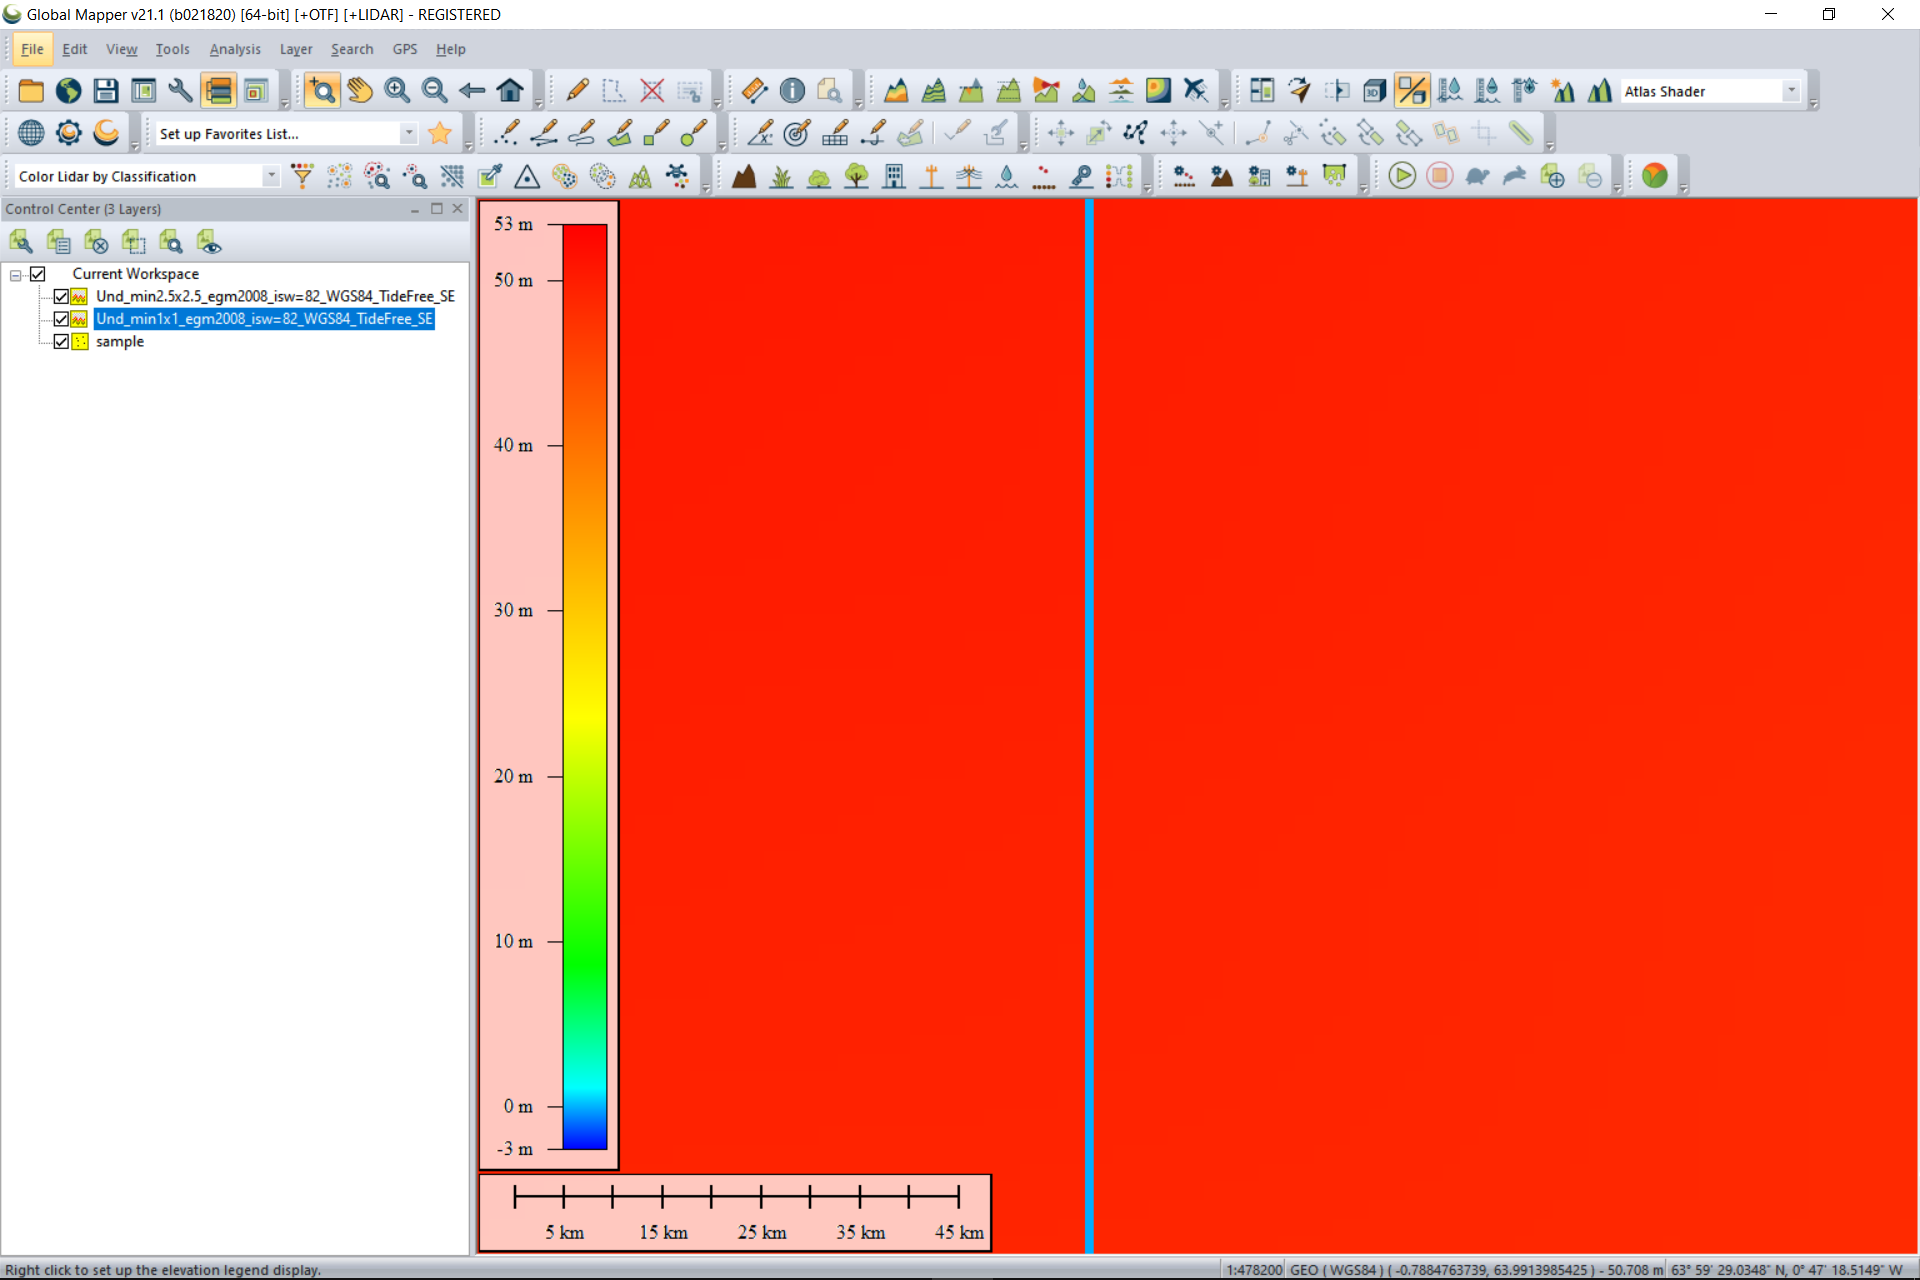 Global Mapper v21.1 (b021820) [64-bit] [+OTF] [+LIDAR] - REGISTERED
File Edit View Tools Analysis Layer Search GPS Help
3D
Atlas Shader
Set up Favorites List...
Color Lidar by Classification
Control Center (3 Layers)
Current Workspace
Und_min2.5x2.5_egm2008_isw=82_WGS84_TideFree_SE
Und_min1x1_egm2008_isw=82_WGS84_TideFree_SE
sample
53 m
50 m
40 m
30 m
20 m
10 m
0 m
-3 m
5 km 15 km 25 km 35 km 45 km
Right click to set up the elevation legend display.
1:478200 GEO ( WGS84 ) ( -0.7884763739, 63.9913985425 ) - 50.708 m 63° 59' 29.0348" N, 0° 47' 18.5149" W